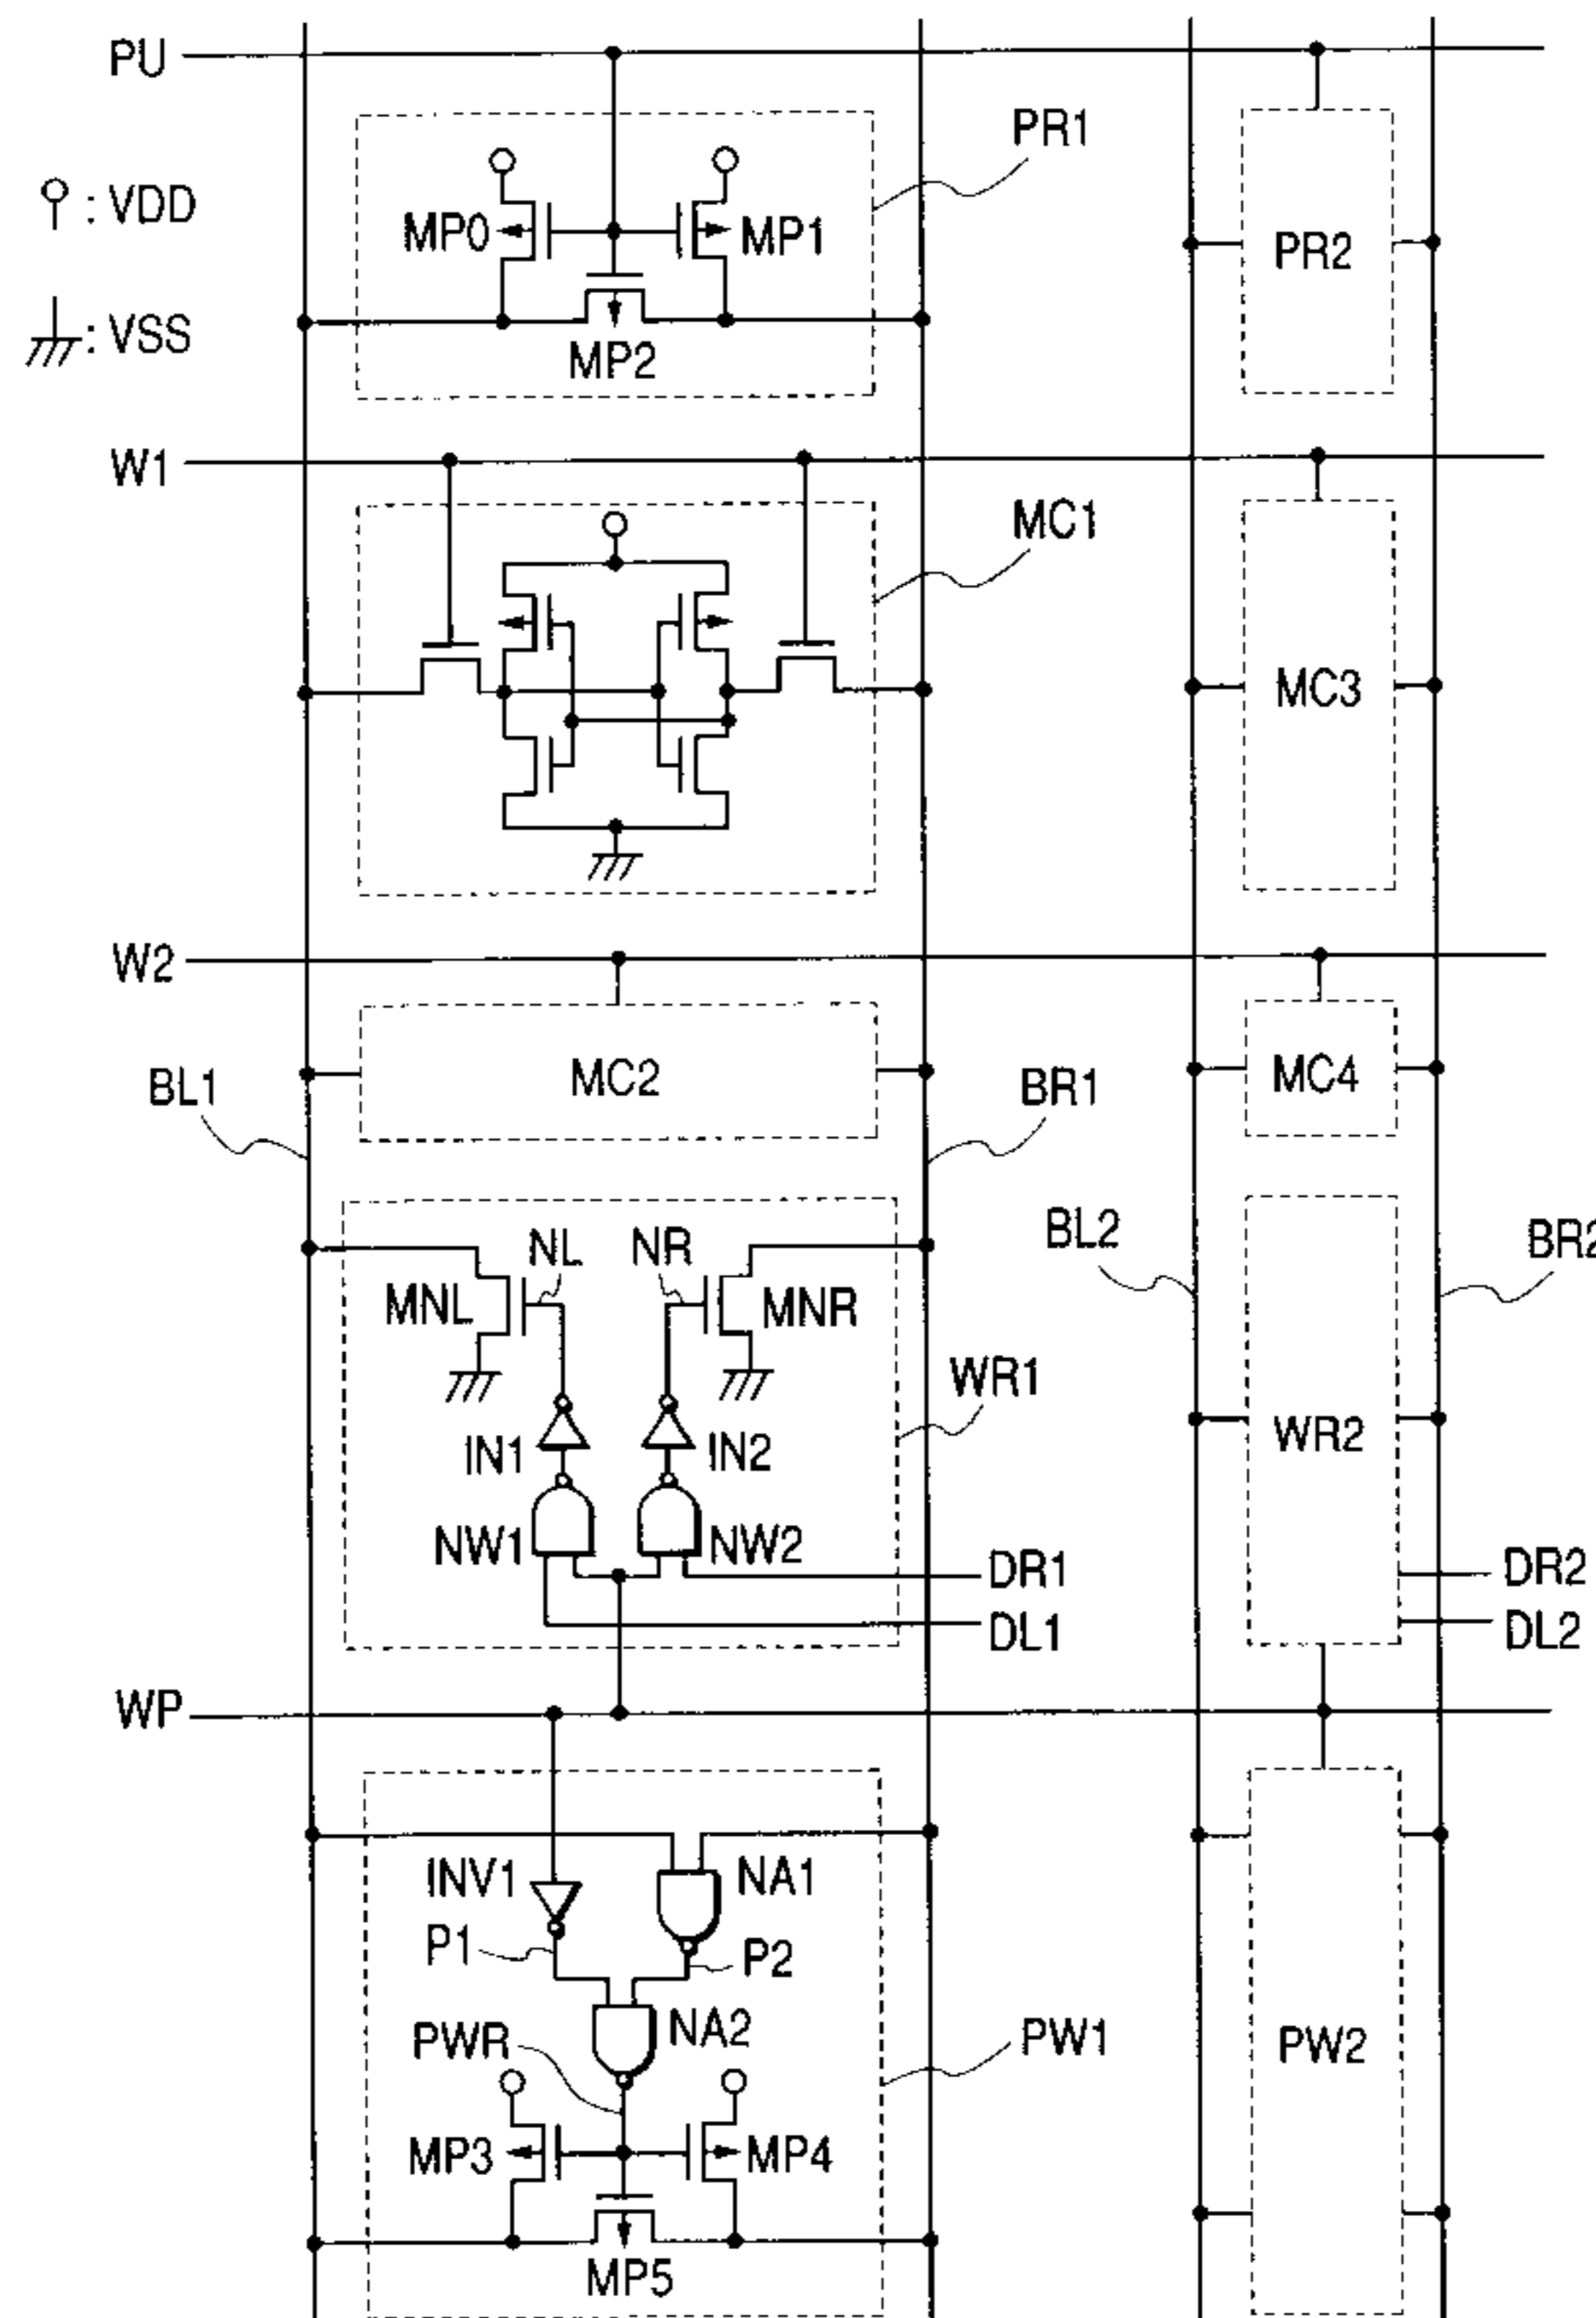 PU
PR1
: VDD
MP0
MP1
PR2
: VSS
MP2
W1
MC1
MC3
W2
MC2
MC4
BL1
BR1
NL
NR
BL2
BR2
MNL
MNR
WR1
IN1
IN2
WR2
NW1
NW2
DR1
DR2
DL1
DL2
WP
INV1
NA1
P1
P2
PWR
NA2
PW1
PW2
MP3
MP4
MP5